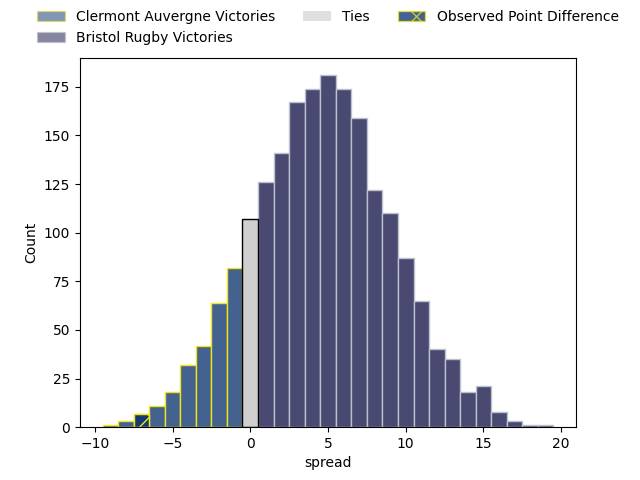 Clermont Auvergne Victories
Bristol Rugby Victories
Ties
Observed Point Difference
Count
175
150
125
100
75
50
25
0
−10
−5
0
5
10
15
20
spread